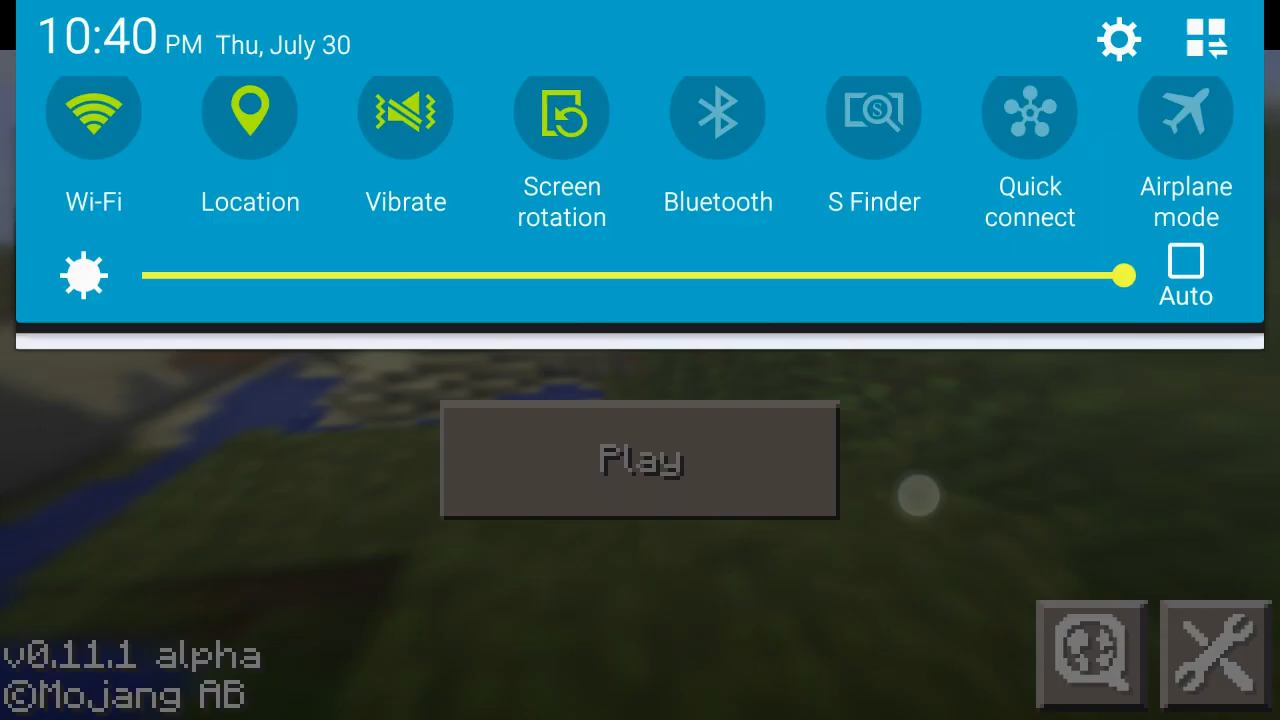 10:40 PM Thu, July 30
Wi-Fi
Location
Vibrate
Screen
rotation
Bluetooth
S Finder
Quick
connect
Airplane
mode
Auto
Play
v0.11.1 alpha
©Mojang AB